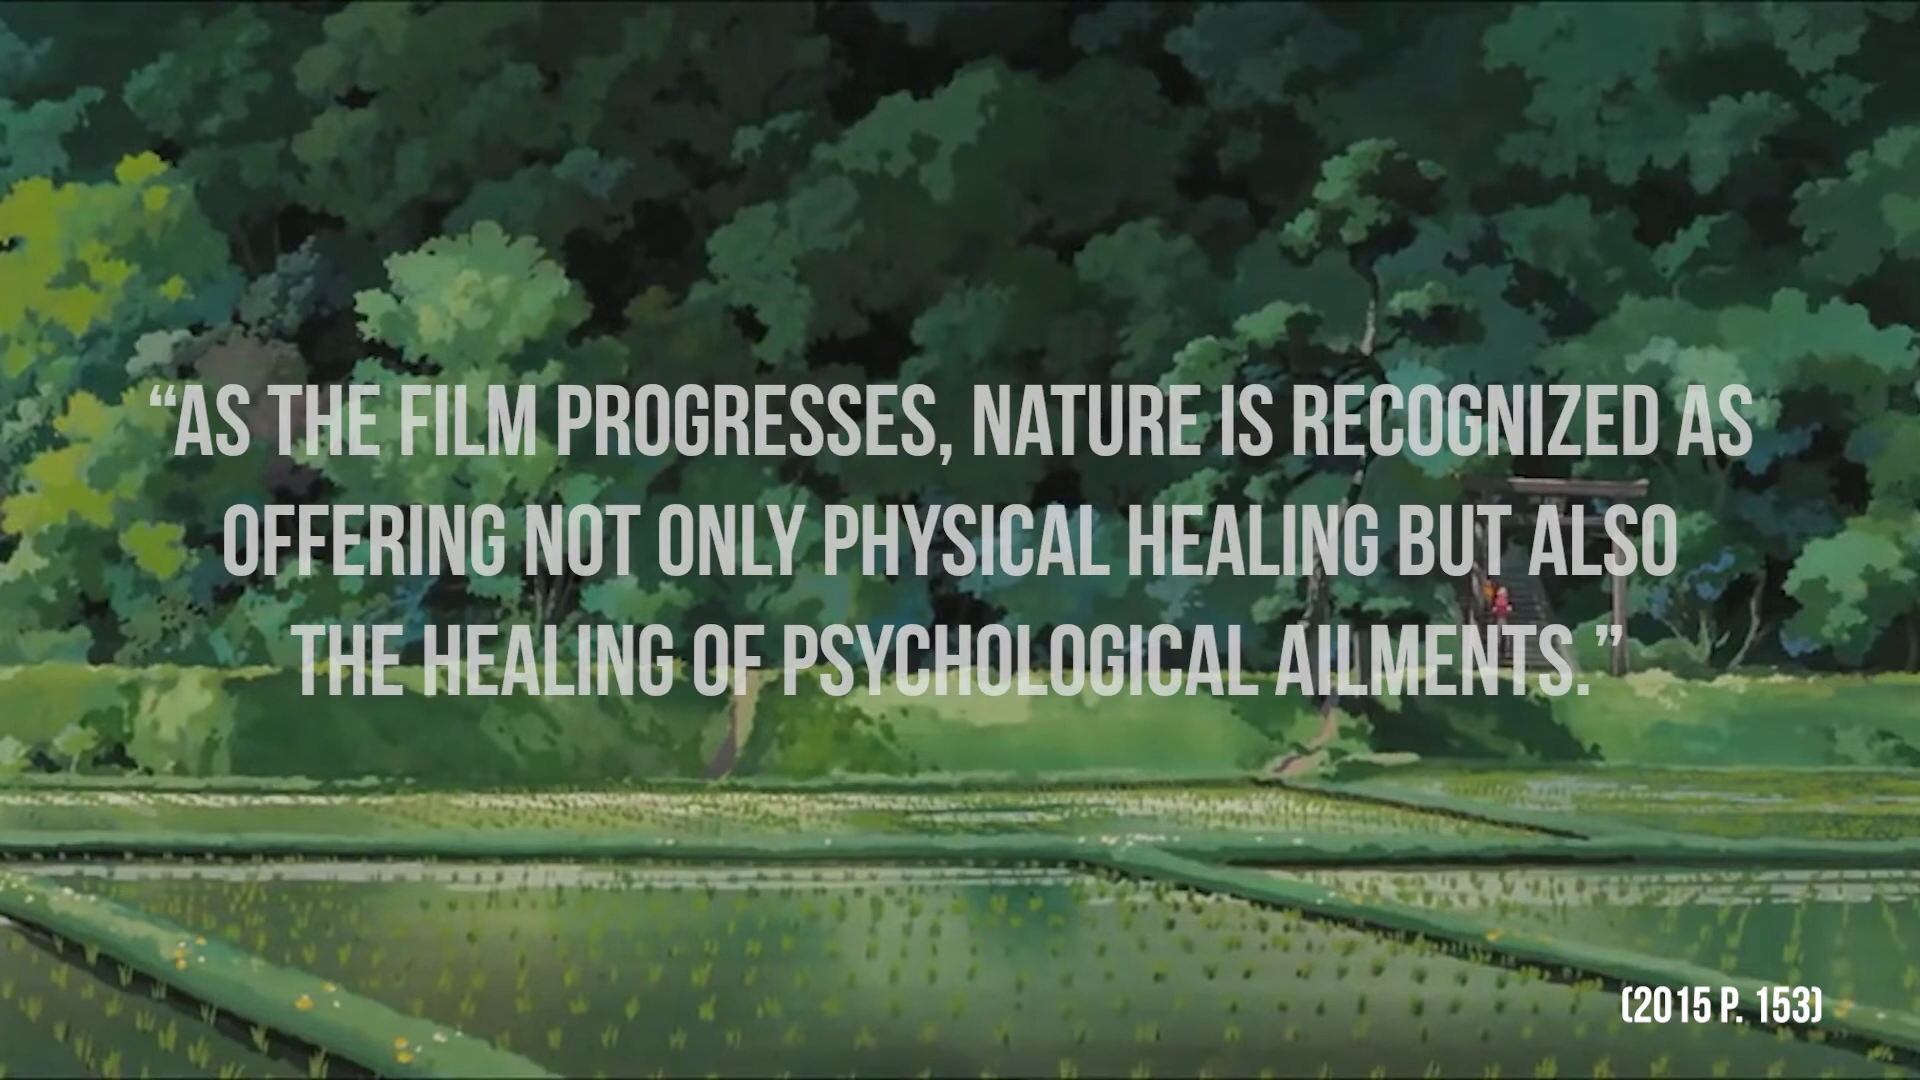 “AS THE FILM PROGRESSES, NATURE IS RECOGNIZED AS
OFFERING NOT ONLY PHYSICAL HEALING BUT ALSO
THE HEALING OF PSYCHOLOGICAL AILMENTS.”
(2015 P. 153)